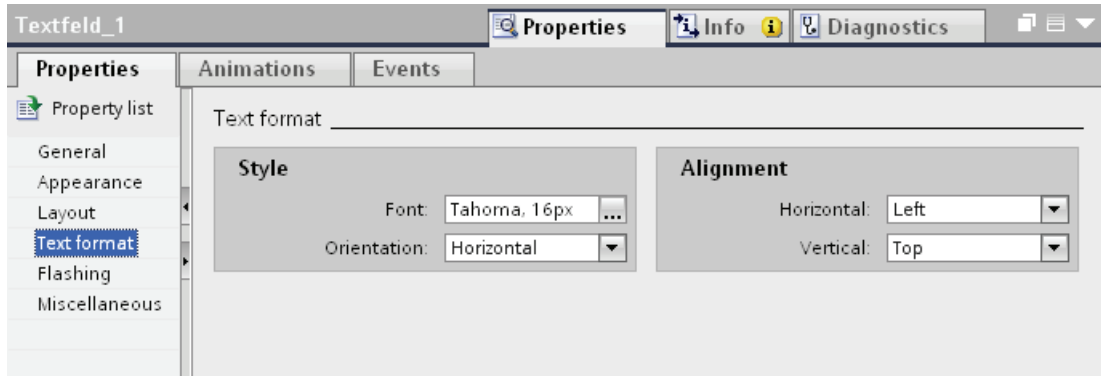 Textfeld_1 Properties Info Diagnostics
Properties Animations Events
Property list
Text format
General
Appearance
Layout
Text format
Flashing
Miscellaneous
Style
Font: Tahoma, 16px ...
Orientation: Horizontal
Alignment
Horizontal: Left
Vertical: Top